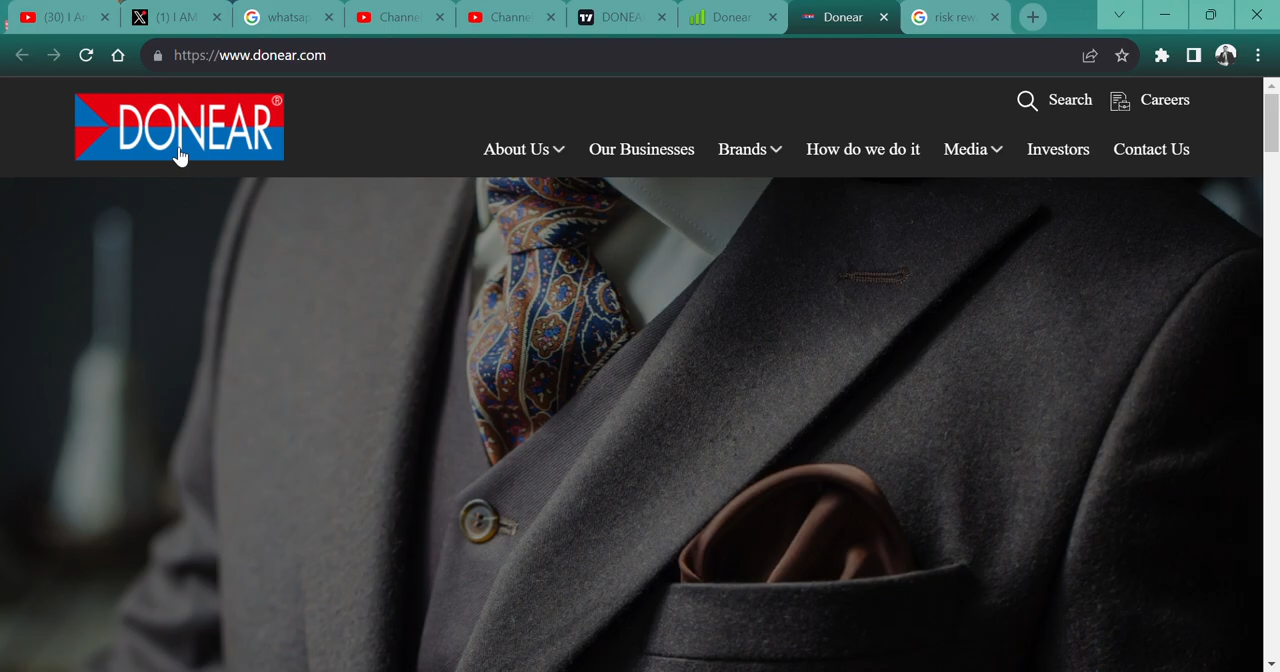 (30) I Ar
(1) I AM
whatsap
Channe
Channe
DONEA
Donear
Donear
risk rew
https://www.donear.com
DONEAR®
Search
Careers
About Us
Our Businesses
Brands
How do we do it
Media
Investors
Contact Us